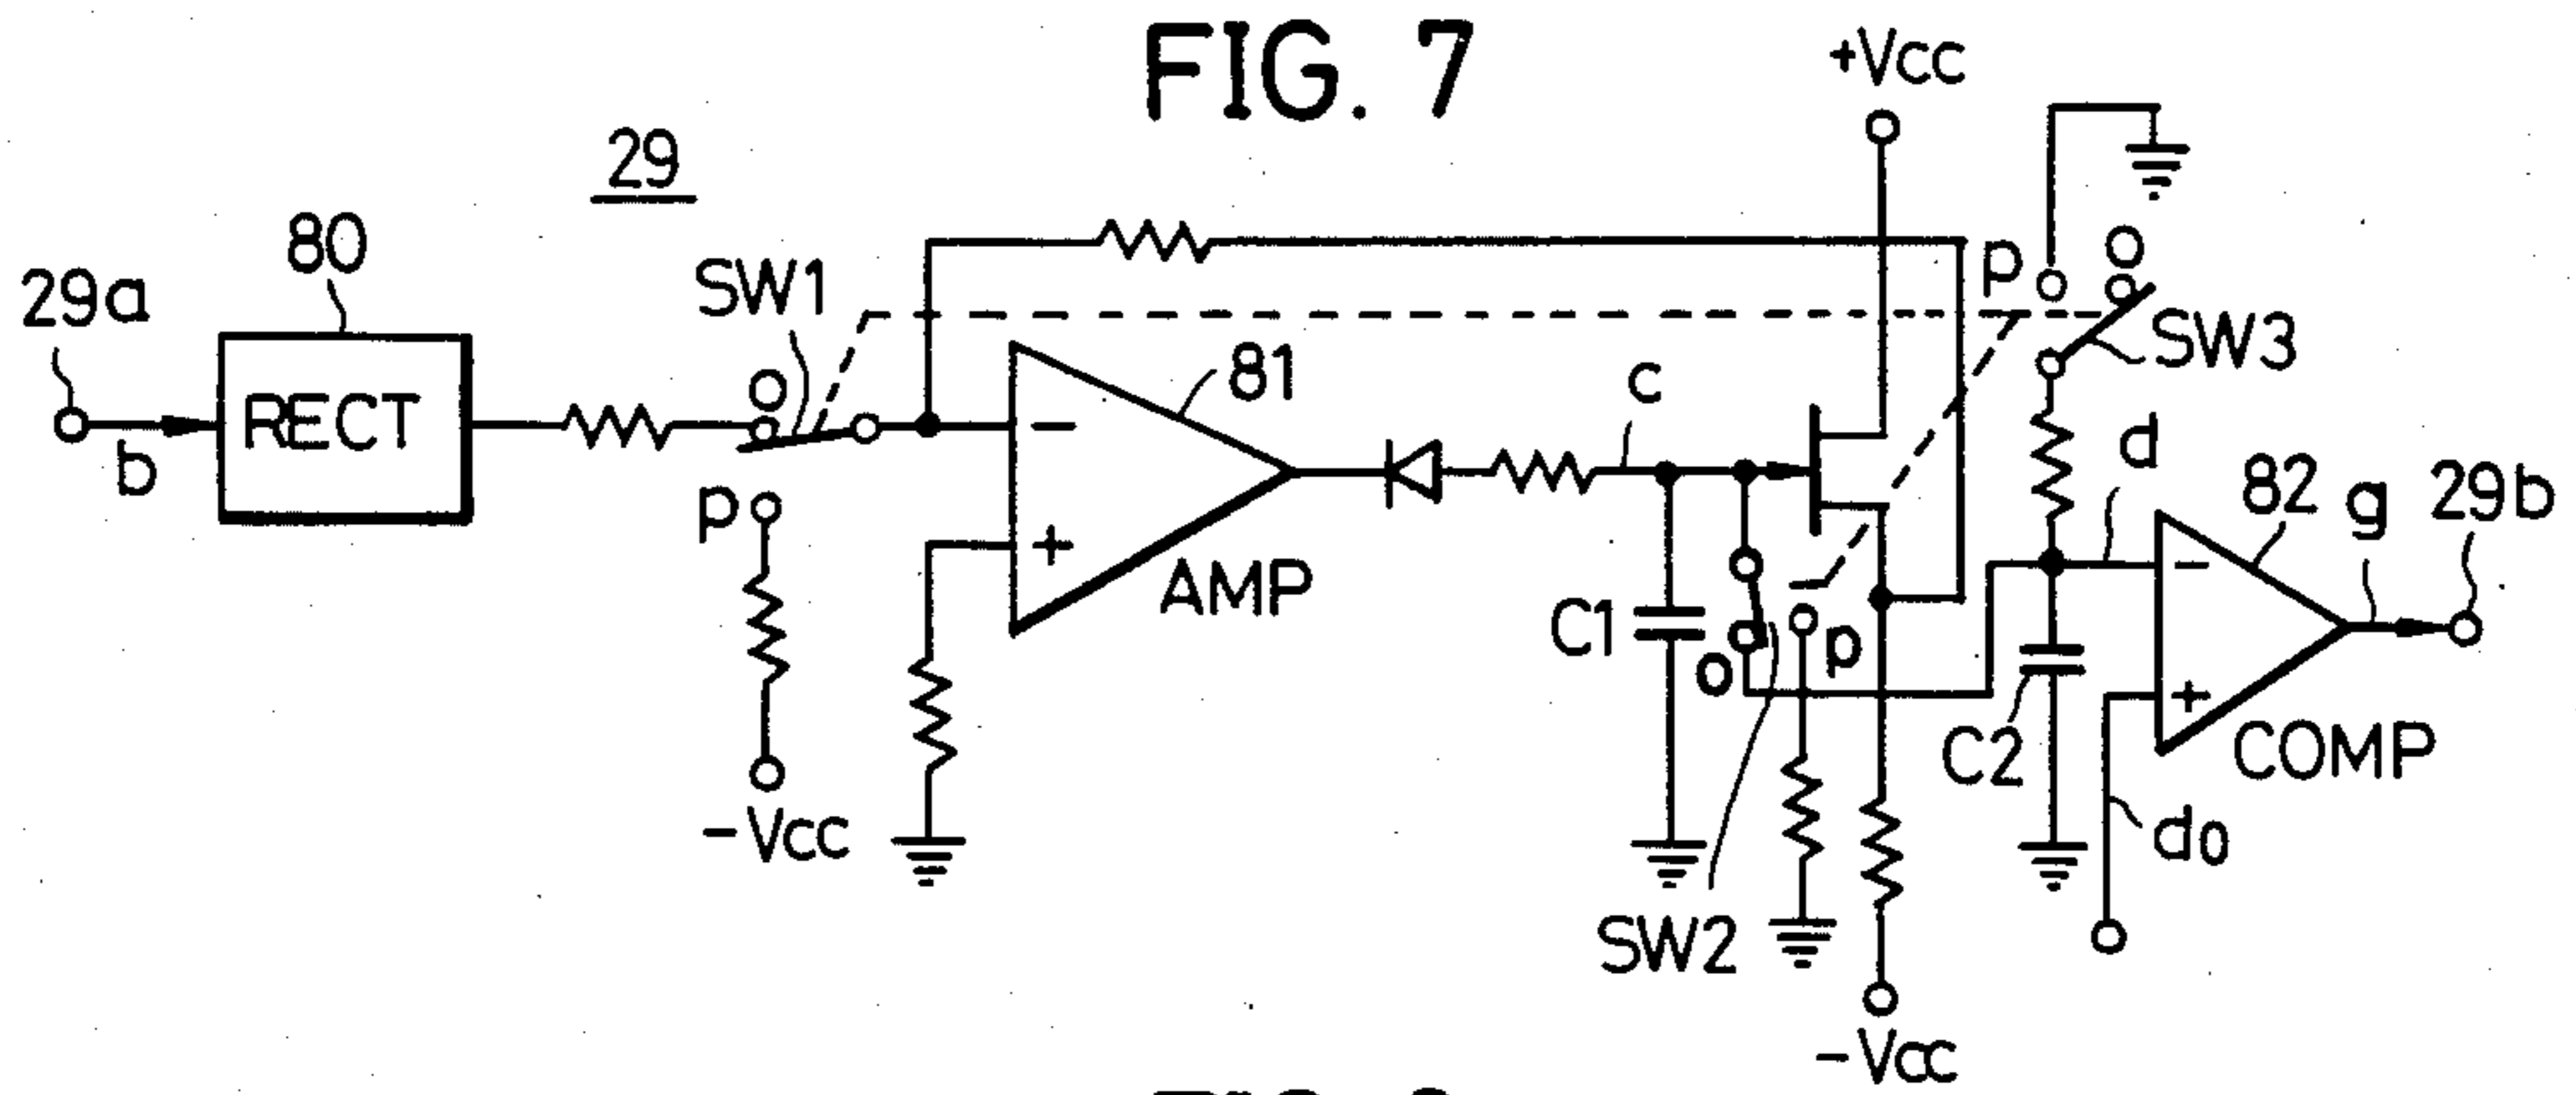 FIG. 7
+Vcc
29
80
29a
SW1
RECT
b
o
p
-Vcc
81
-
+
AMP
c
C1
o
p
SW2
-Vcc
p
o
SW3
d
82
g
29b
-
+
C2
COMP
do